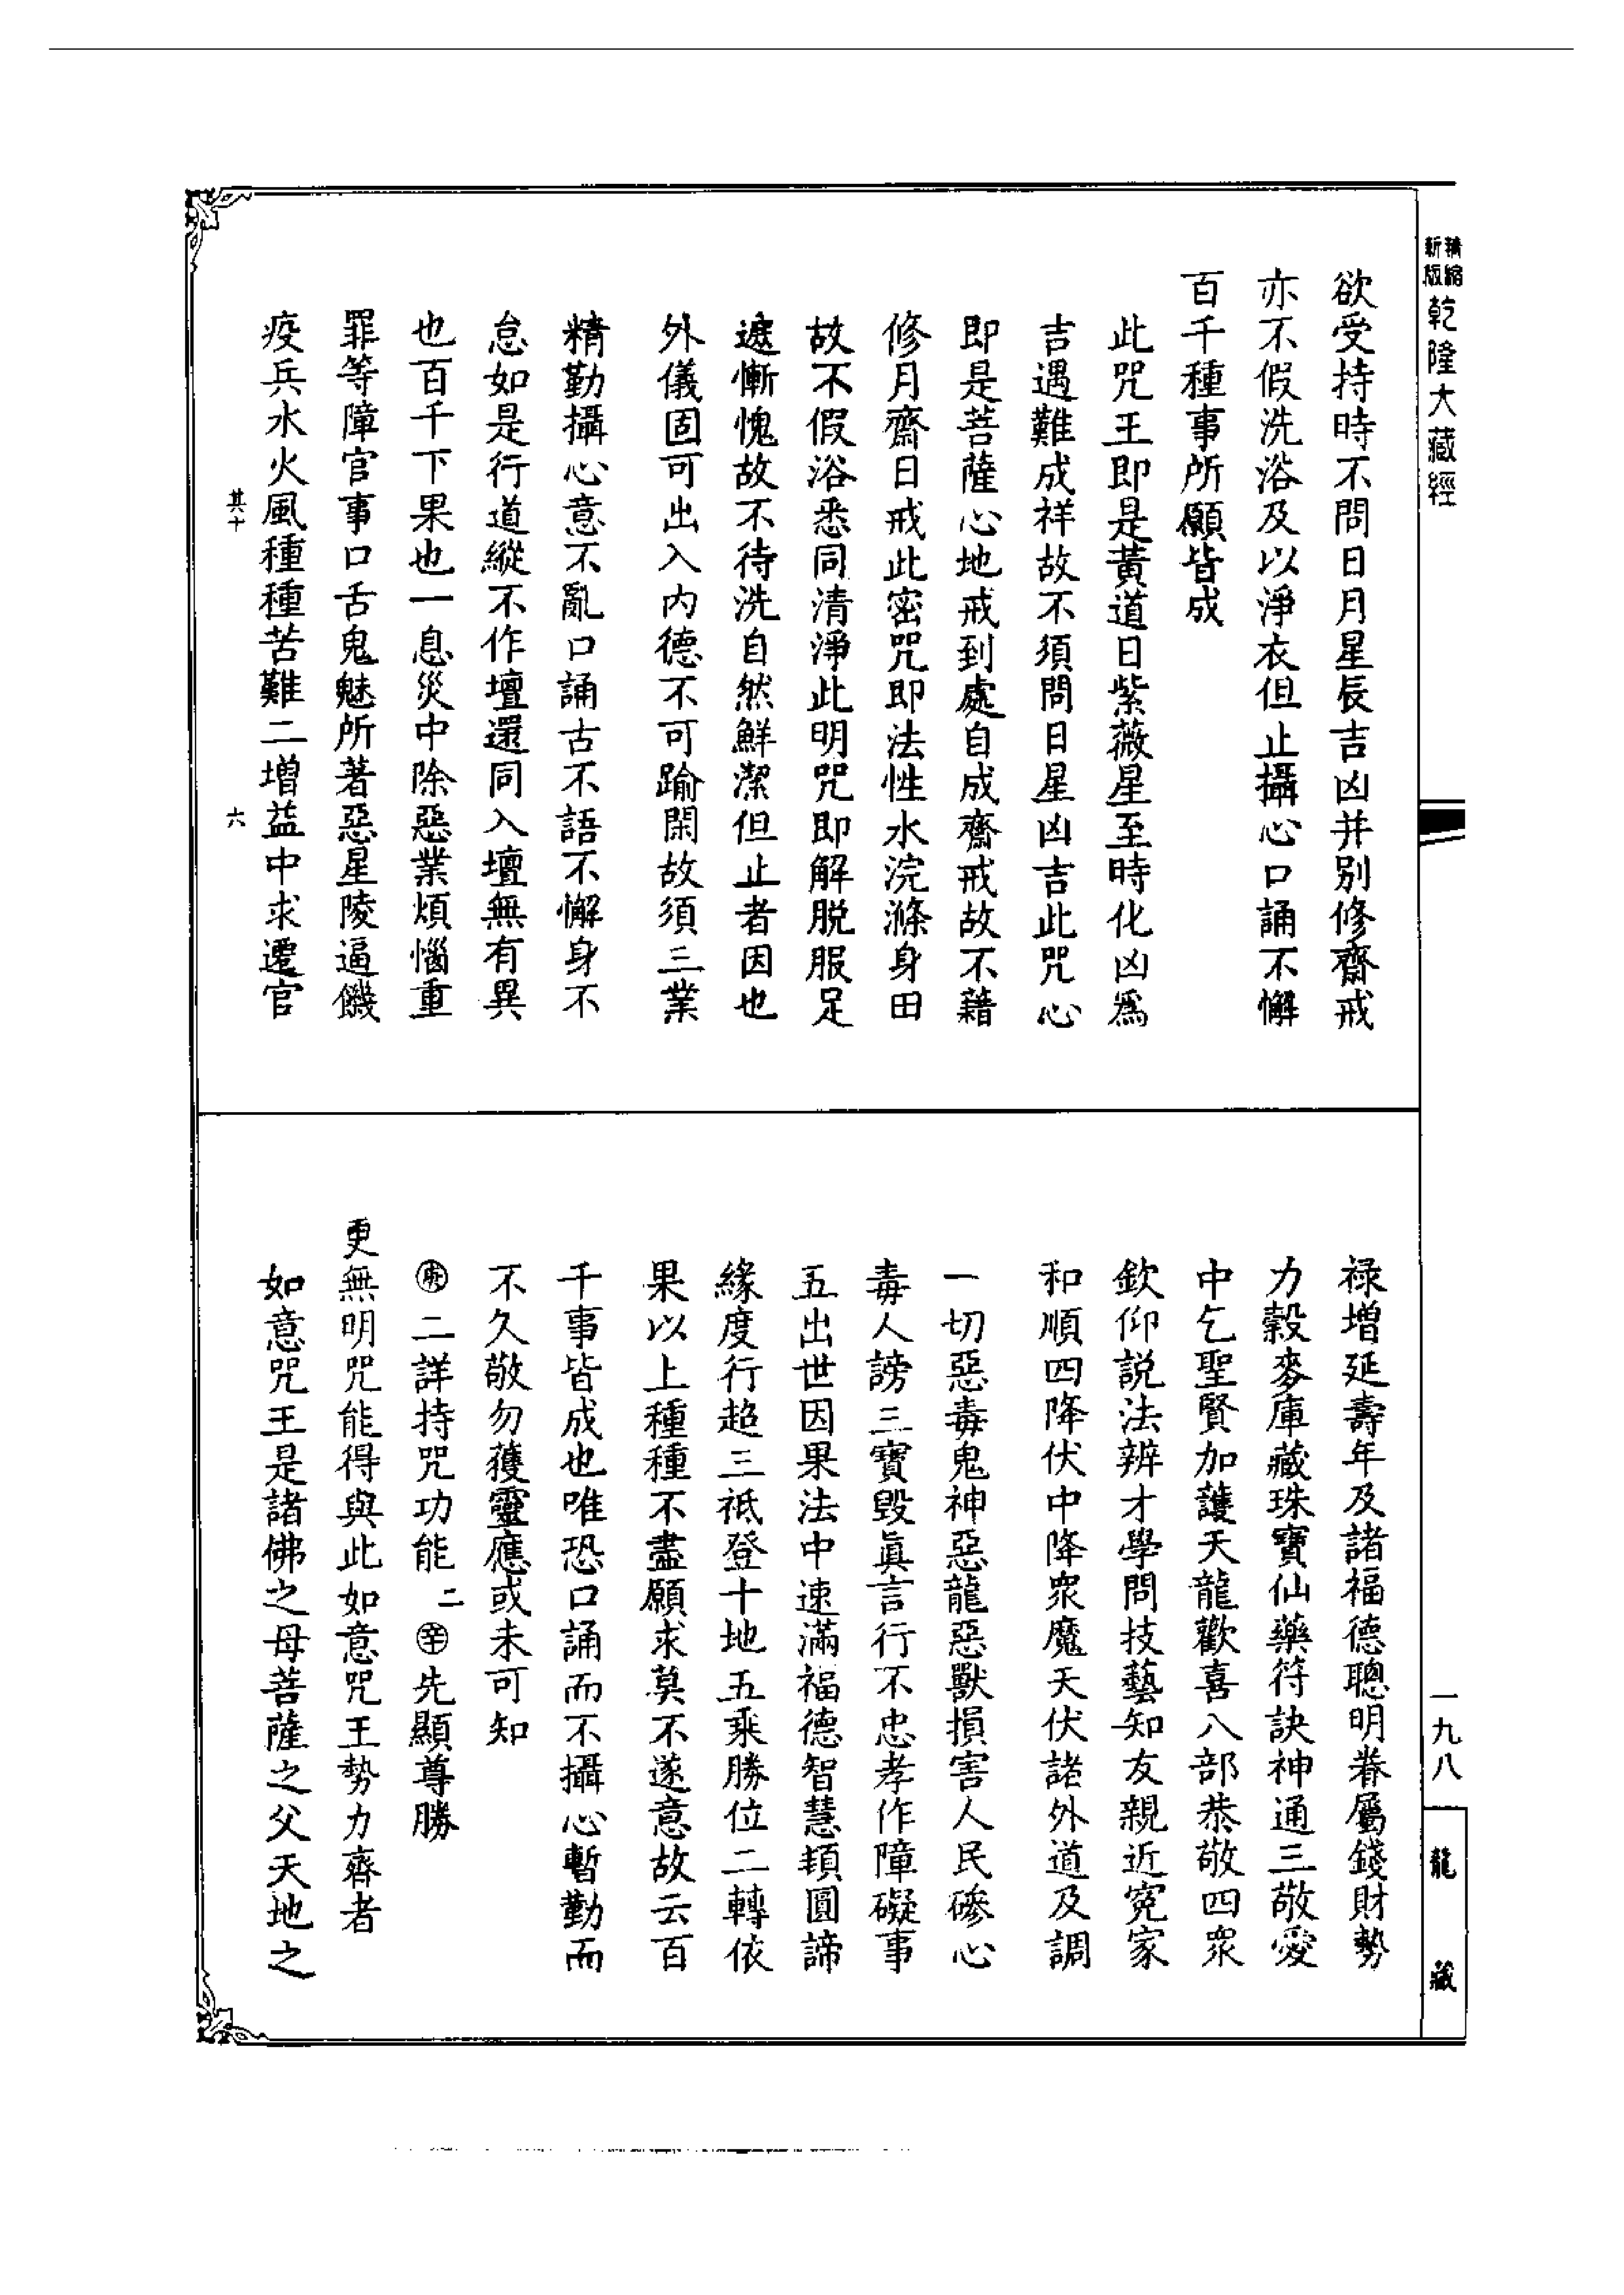 精縮新版乾隆大藏經
欲受持時不問日月星辰吉凶并别修齋戒
亦不假洗浴及以淨衣但止攝心口誦不懈
百千種事所願皆成
此咒王即是黃道日紫薇星至時化凶爲
吉遇難成祥故不須問日星凶吉此咒心
即是菩薩心地戒到處自成齋戒故不藉
修月齋日戒此密咒即法性水浣滌身田
故不假浴悉同清淨此明咒即解脱服足
遮慚愧故不待洗自然鮮潔但止者因也
外儀固可出入内德不可踰閑故須三業
精勤攝心意不亂口誦古不語不懈身不
怠如是行道縱不作壇還同入壇無有異
也百千下果也一息災中除惡業煩惱重
罪等障官事口舌鬼魅所著惡星陵逼饑
疫兵水火風種種苦難二增益中求遷官
其十 六
禄增延壽年及諸福德聰明眷屬錢財勢
力穀麥庫藏珠寶仙藥符訣神通三敬愛
中乞聖賢加護天龍歡喜八部恭敬四衆
欽仰説法辨才學問技藝知友親近寃家
和順四降伏中降衆魔天伏諸外道及調
一切惡毒鬼神惡龍惡獸損害人民磣心
毒人謗三寶毁眞言行不忠孝作障礙事
五出世因果法中速滿福德智慧頓圓諦
緣度行超三祇登十地五乘勝位二轉依
果以上種種不盡願求莫不遂意故云百
千事皆成也唯恐口誦而不攝心暫勤而
不久敬勿獲靈應或未可知
㊎二詳持咒功能二辛先顯尊勝
更無明咒能得與此如意咒王勢力齊者
如意咒王是諸佛之母菩薩之父天地之
一九八
龍藏